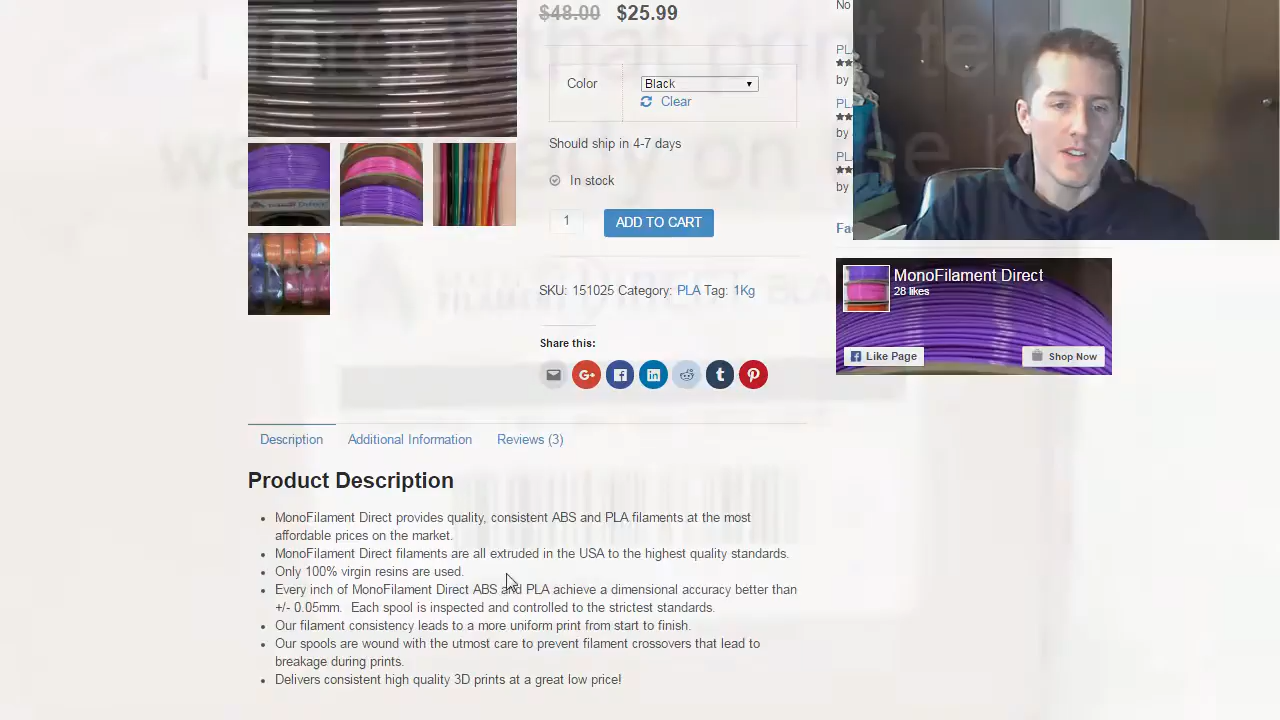 $48.00 $25.99
No
Color
Black
Clear
Should ship in 4-7 days
In stock
1
ADD TO CART
SKU: 151025 Category: PLA Tag: 1Kg
Share this:
PLA
by
by
by
MonoFilament Direct
28 likes
Like Page
Shop Now
Description Additional Information Reviews (3)
Product Description
MonoFilament Direct provides quality, consistent ABS and PLA filaments at the most
affordable prices on the market.
MonoFilament Direct filaments are all extruded in the USA to the highest quality standards.
Only 100% virgin resins are used.
Every inch of MonoFilament Direct ABS and PLA achieve a dimensional accuracy better than
+/- 0.05mm. Each spool is inspected and controlled to the strictest standards.
Our filament consistency leads to a more uniform print from start to finish.
Our spools are wound with the utmost care to prevent filament crossovers that lead to
breakage during prints.
Delivers consistent high quality 3D prints at a great low price!